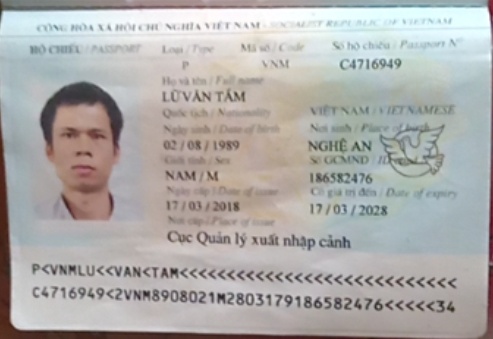 CỘNG HÒA XÃ HỘI CHỦ NGHĨA VIỆT NAM - SOCIALIST REPUBLIC OF VIETNAM
HỘ CHIẾU / PASSPORT Loại / Type Mã số / Code Số hộ chiếu / Passport Nº
P VNM C4716949
Họ và tên / Full name
LỮ VĂN TÁM
Quốc tịch / Nationality VIỆT NAM / VIETNAMESE
Ngày sinh / Date of birth Nơi sinh / Place of birth
02 / 08 / 1989 NGHỆ AN
Giới tính / Sex Số GCMND / ID
NAM / M 186582476
Ngày cấp / Date of issue Có giá trị đến / Date of expiry
17 / 03 / 2018 17 / 03 / 2028
Nơi cấp / Place of issue
Cục Quản lý xuất nhập cảnh
P<VNMLU<<VAN<TAM<<<<<<<<<<<<<<<<<<<<<<<<<<<<
C4716949<2VNM8908021M2803179186582476<<<<<34